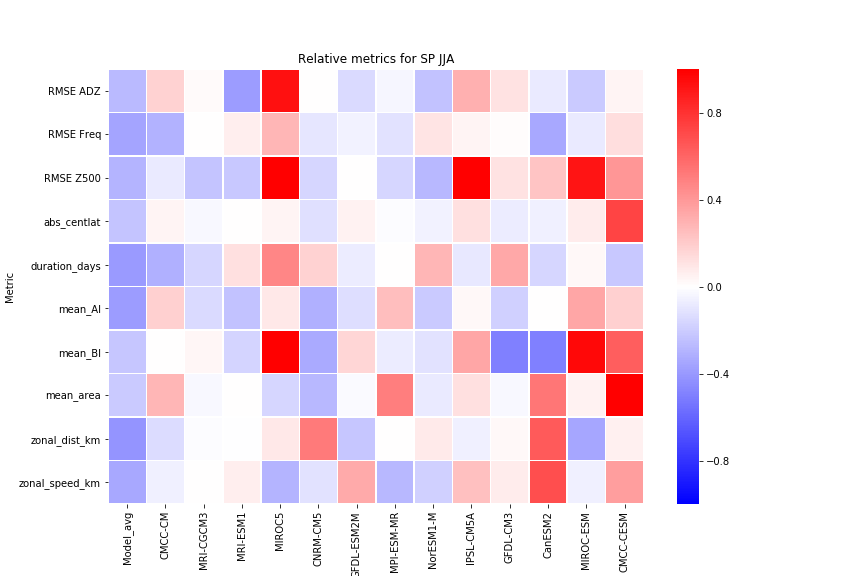 Relative metrics for SP JJA
Metric
RMSE ADZ
RMSE Freq
RMSE Z500
abs_centlat
duration_days
mean_AI
mean_BI
mean_area
zonal_dist_km
zonal_speed_km
Model_avg
CMCC-CM
MRI-CGCM3
MRI-ESM1
MIROC5
CNRM-CM5
GFDL-ESM2M
MPI-ESM-MR
NorESM1-M
IPSL-CM5A
GFDL-CM3
CanESM2
MIROC-ESM
CMCC-CESM
0.8
0.4
0.0
−0.4
−0.8